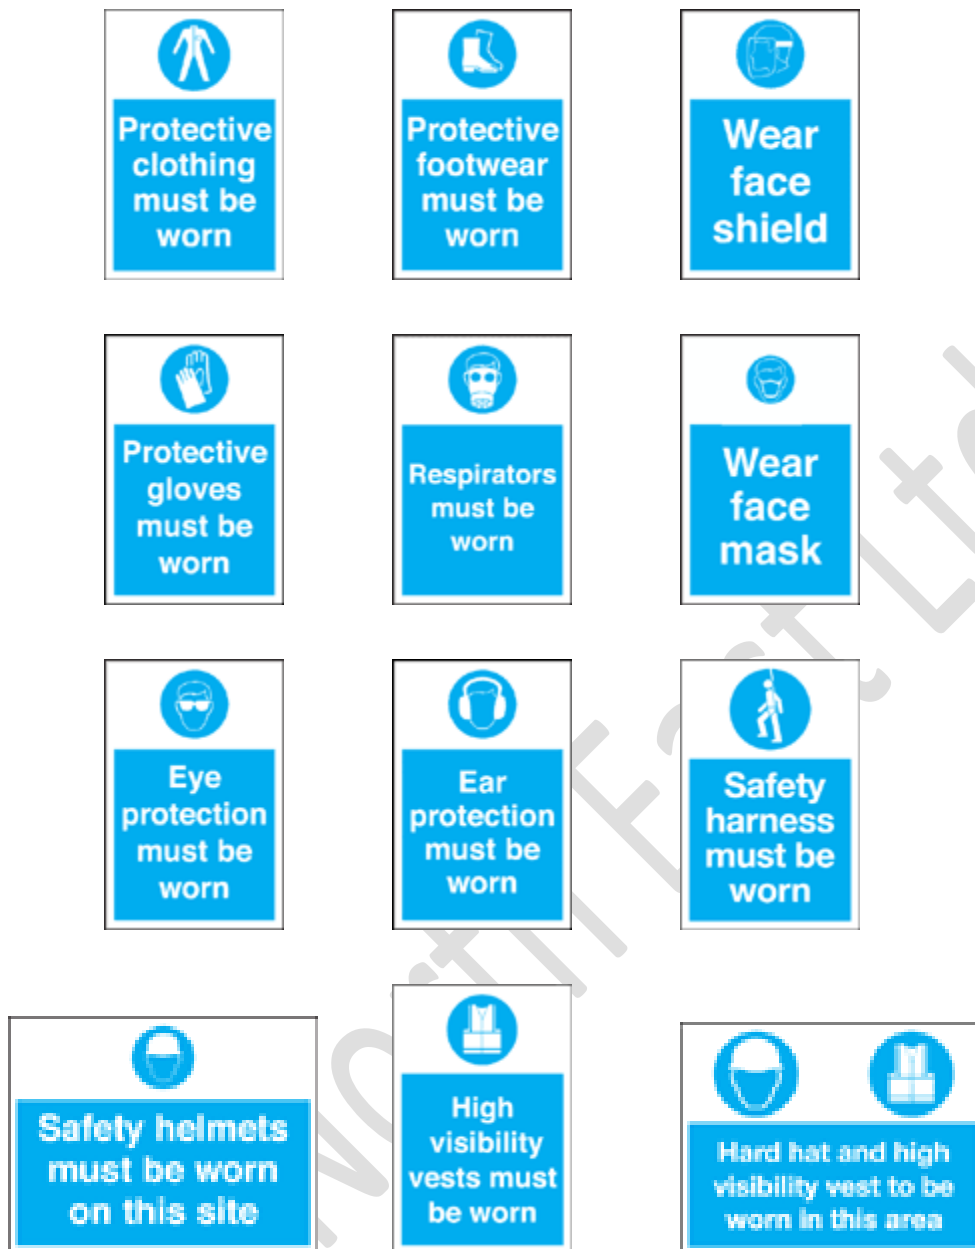 Protective
clothing
must be
worn
Protective
footwear
must be
worn
Wear
face
shield
Protective
gloves
must be
worn
Respirators
must be
worn
Wear
face
mask
Eye
protection
must be
worn
Ear
protection
must be
worn
Safety
harness
must be
worn
Safety helmets
must be worn
on this site
High
visibility
vests must
be worn
Hard hat and high
visibility vest to be
worn in this area
North East Ltd